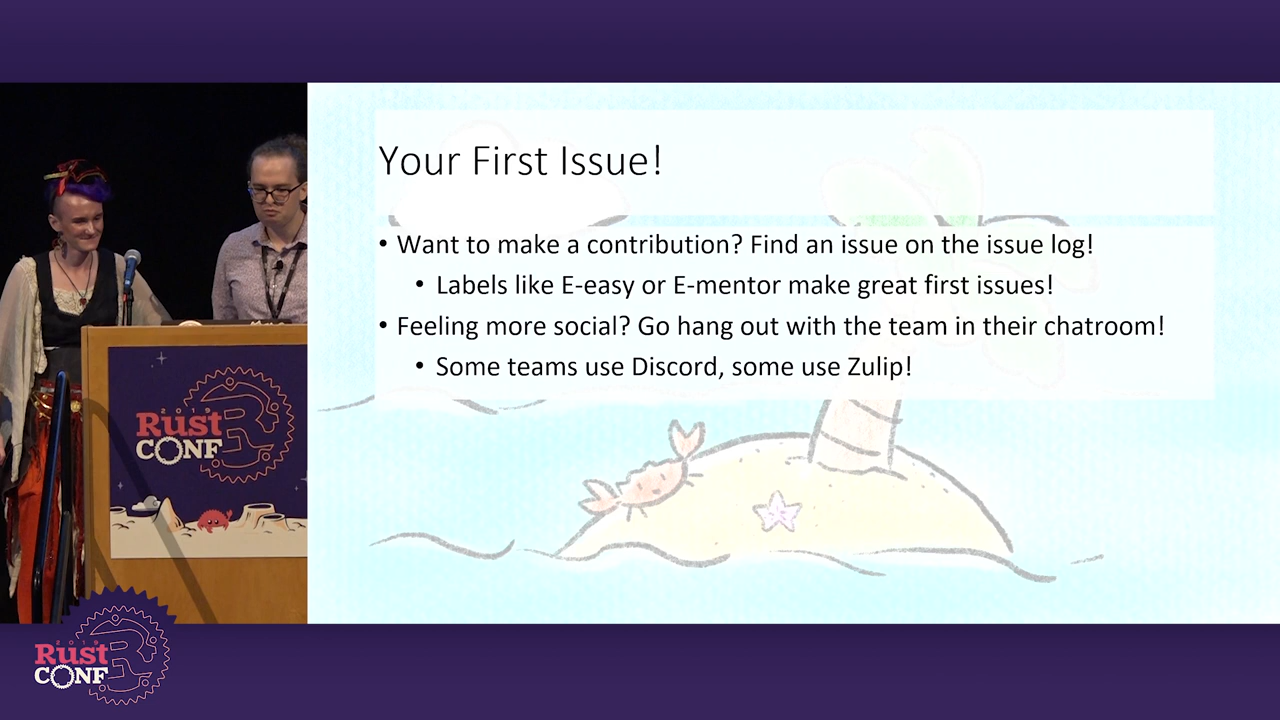 Your First Issue!
• Want to make a contribution? Find an issue on the issue log!
• Labels like E-easy or E-mentor make great first issues!
• Feeling more social? Go hang out with the team in their chatroom!
• Some teams use Discord, some use Zulip!
2019
Rust
CONF
R
2019
Rust
CONF
R